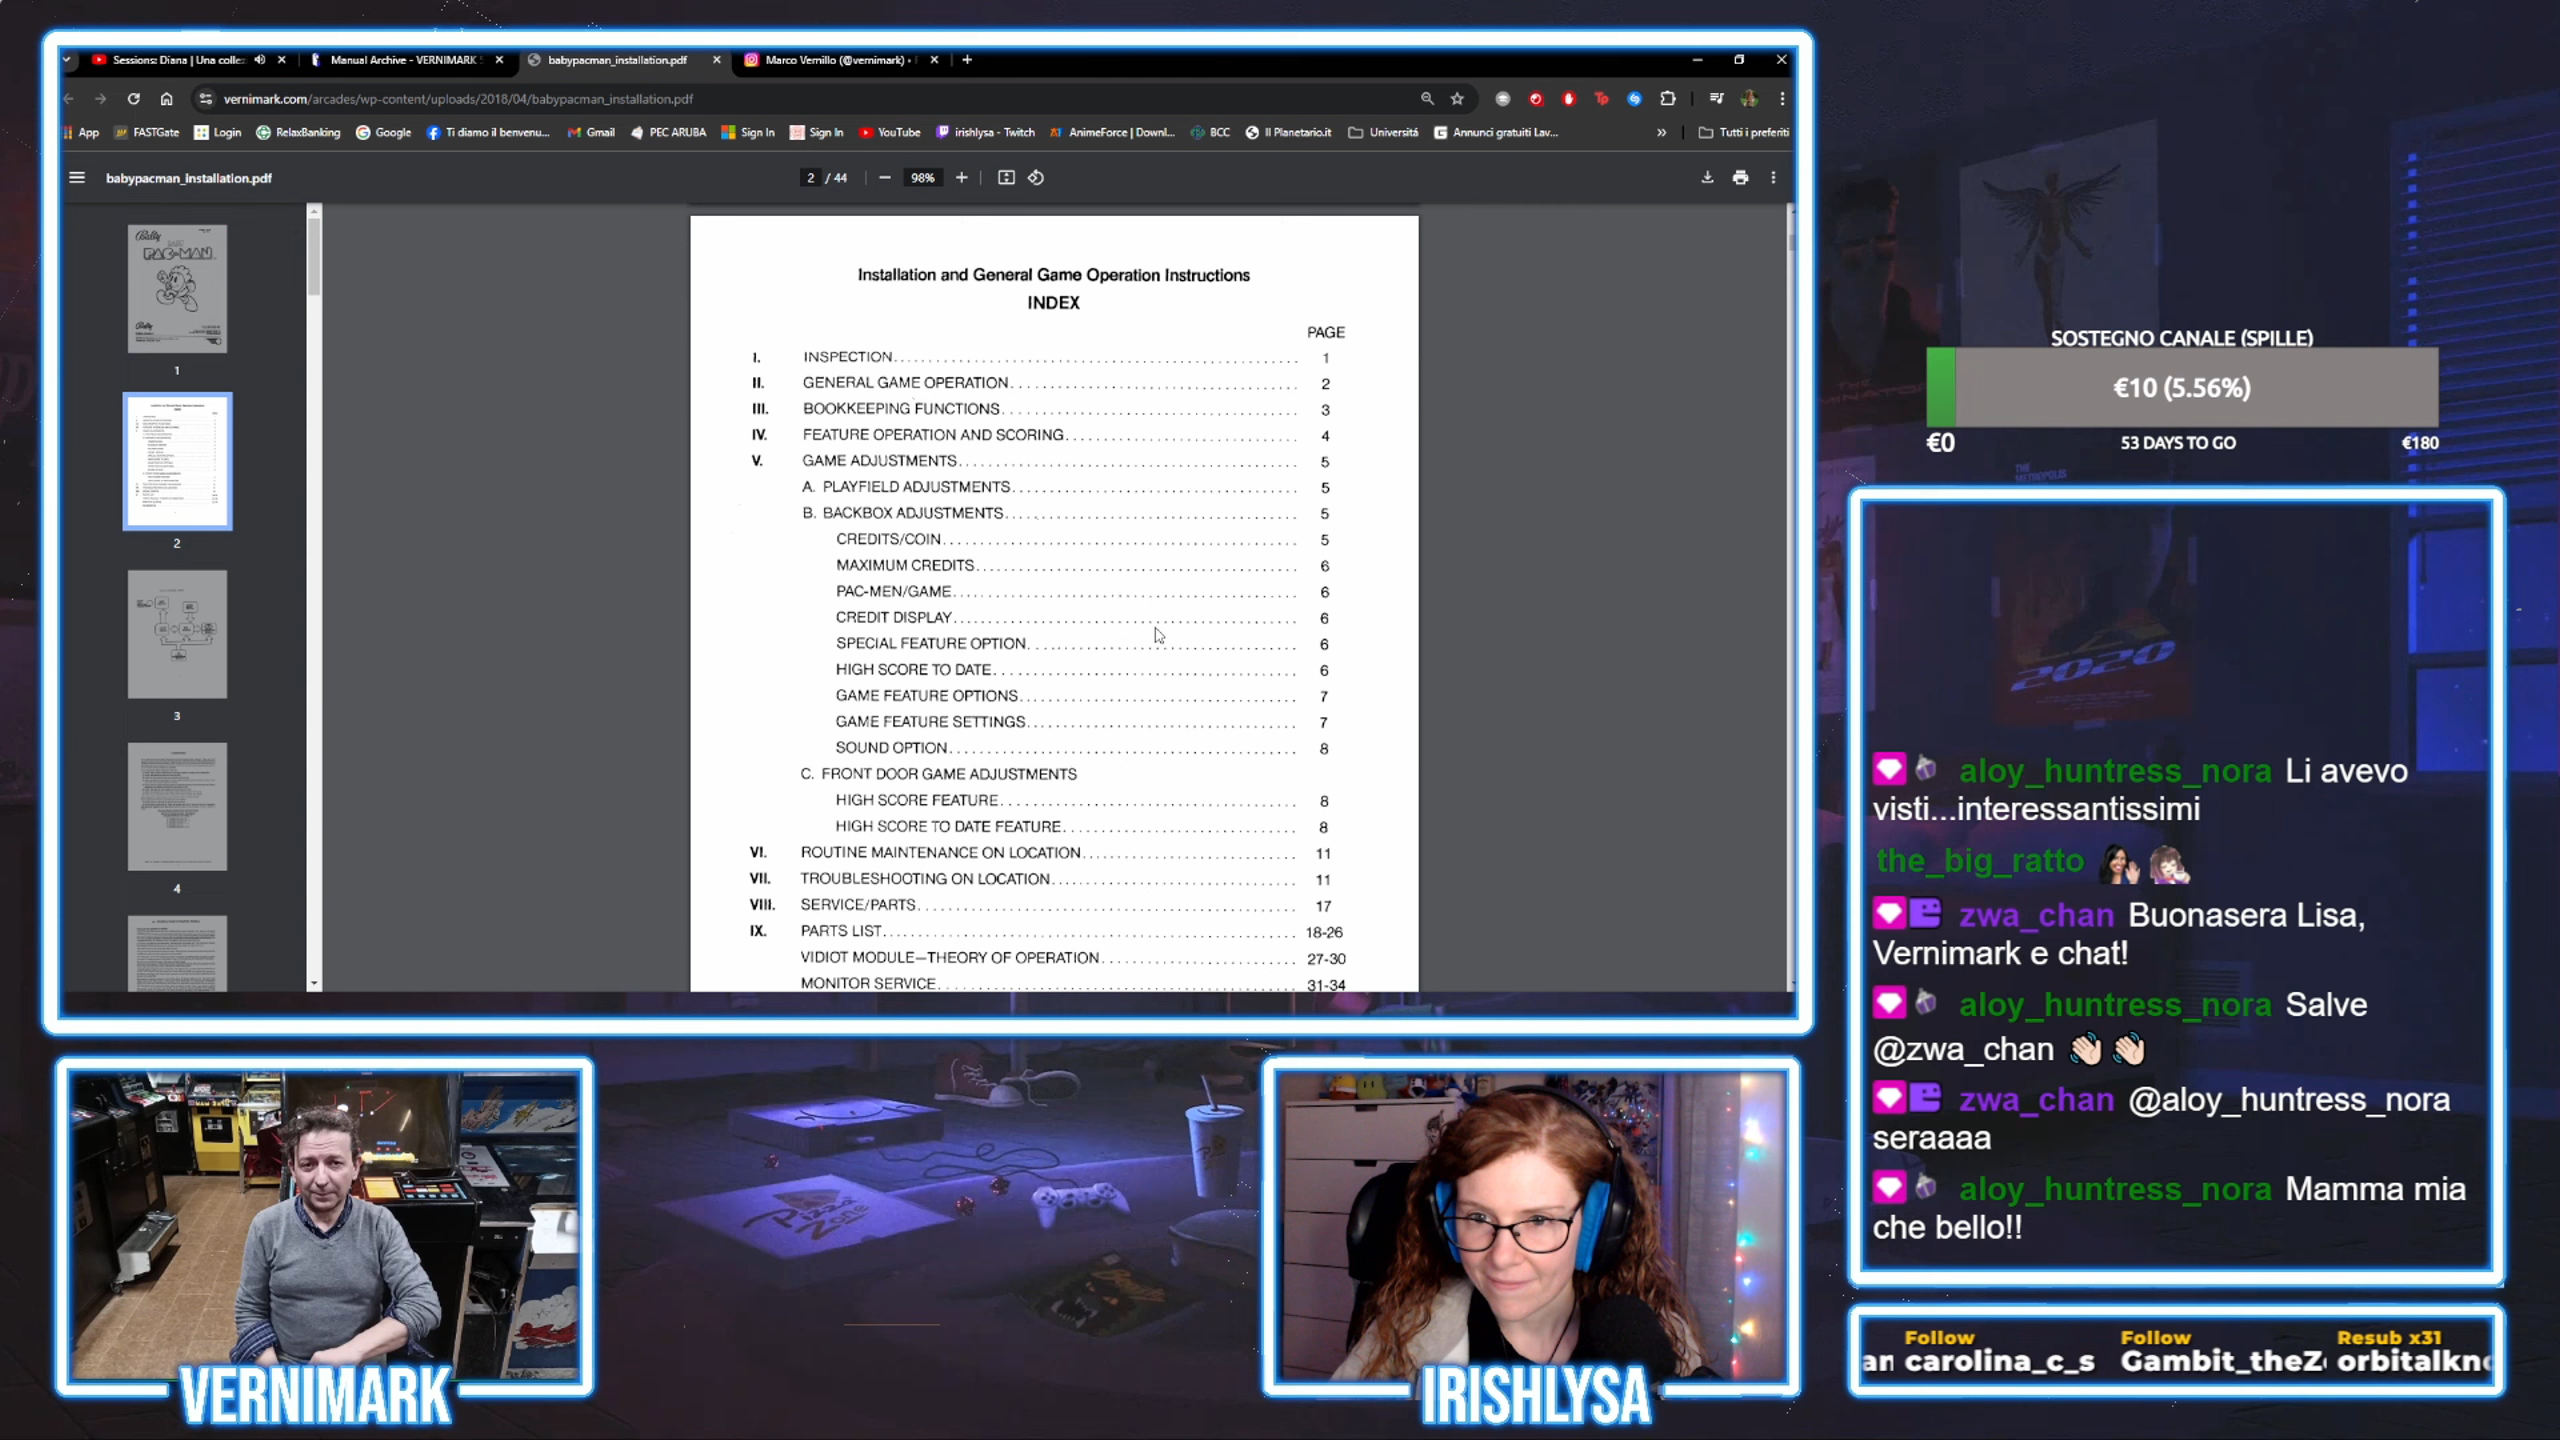 Sessions: Diana | Una colle
Manual Archive - VERNIMARK
babypacman_installation.pdf
Marco Vernillo (@vernimark) •
vernimark.com/arcades/wp-content/uploads/2018/04/babypacman_installation.pdf
App
FASTGate
Login
RelaxBanking
Google
Ti diamo il benvenu...
Gmail
PEC ARUBA
Sign In
Sign In
YouTube
irishlysa - Twitch
AnimeForce | Downl...
BCC
Il Planetario.it
Universitá
Annunci gratuiti Lav...
»
Tutti i preferiti
babypacman_installation.pdf
2 / 44
98%
Bally
PAC-MAN
Bally
1
2
3
4
Installation and General Game Operation Instructions
INDEX
PAGE
I. INSPECTION 1
II. GENERAL GAME OPERATION 2
III. BOOKKEEPING FUNCTIONS 3
IV. FEATURE OPERATION AND SCORING 4
V. GAME ADJUSTMENTS 5
A. PLAYFIELD ADJUSTMENTS 5
B. BACKBOX ADJUSTMENTS 5
CREDITS/COIN 5
MAXIMUM CREDITS 6
PAC-MEN/GAME 6
CREDIT DISPLAY 6
SPECIAL FEATURE OPTION 6
HIGH SCORE TO DATE 6
GAME FEATURE OPTIONS 7
GAME FEATURE SETTINGS 7
SOUND OPTION 8
C. FRONT DOOR GAME ADJUSTMENTS
HIGH SCORE FEATURE 8
HIGH SCORE TO DATE FEATURE 8
VI. ROUTINE MAINTENANCE ON LOCATION 11
VII. TROUBLESHOOTING ON LOCATION 11
VIII. SERVICE/PARTS 17
IX. PARTS LIST 18-26
VIDIOT MODULE—THEORY OF OPERATION 27-30
MONITOR SERVICE 31-34
SOSTEGNO CANALE (SPILLE)
€10 (5.56%)
€0
53 DAYS TO GO
€180
2020
aloy_huntress_nora Li avevo
visti...interessantissimi
the_big_ratto
zwa_chan Buonasera Lisa,
Vernimark e chat!
aloy_huntress_nora Salve
@zwa_chan 👋🏻 👋🏻
zwa_chan @aloy_huntress_nora
seraaaa
aloy_huntress_nora Mamma mia
che bello!!
Pizza
Zone
VERNIMARK
IRISHLYSA
Follow
carolina_c_s
Follow
Gambit_theZ
Resub x31
orbitalkn